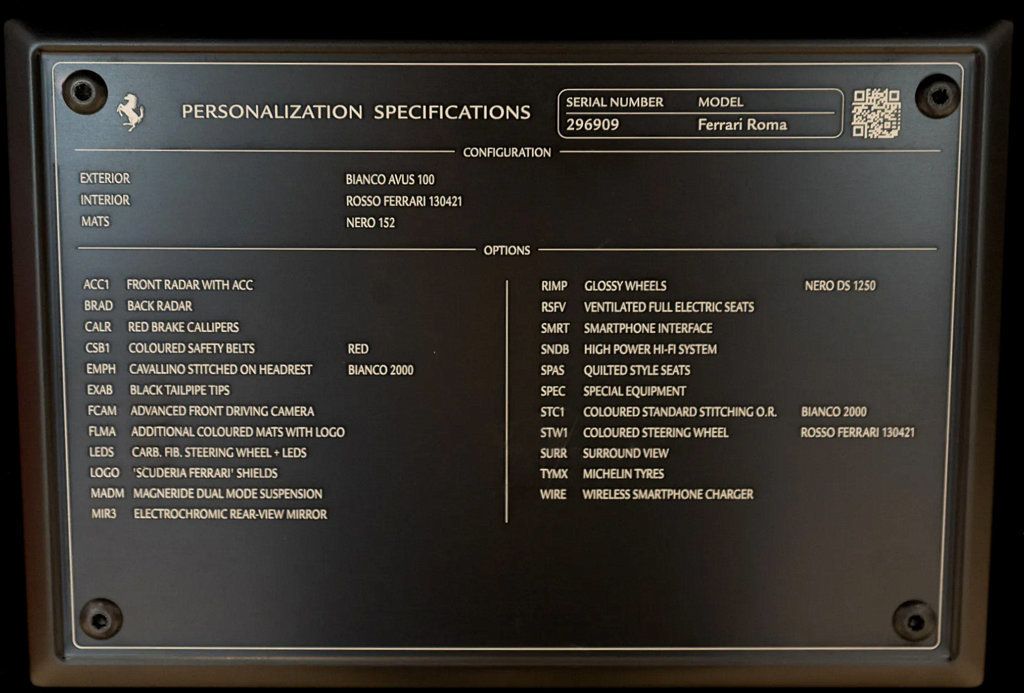 PERSONALIZATION SPECIFICATIONS
SERIAL NUMBER MODEL
296909 Ferrari Roma
CONFIGURATION
EXTERIOR BIANCO AVUS 100
INTERIOR ROSSO FERRARI 130421
MATS NERO 152
OPTIONS
ACC1 FRONT RADAR WITH ACC
BRAD BACK RADAR
CALR RED BRAKE CALLIPERS
CSB1 COLOURED SAFETY BELTS RED
EMPH CAVALLINO STITCHED ON HEADREST BIANCO 2000
EXAB BLACK TAILPIPE TIPS
FCAM ADVANCED FRONT DRIVING CAMERA
FLMA ADDITIONAL COLOURED MATS WITH LOGO
LEDS CARB. FIB. STEERING WHEEL + LEDS
LOGO 'SCUDERIA FERRARI' SHIELDS
MADM MAGNERIDE DUAL MODE SUSPENSION
MIR3 ELECTROCHROMIC REAR-VIEW MIRROR
RIMP GLOSSY WHEELS NERO DS 1250
RSFV VENTILATED FULL ELECTRIC SEATS
SMRT SMARTPHONE INTERFACE
SNDB HIGH POWER HI-FI SYSTEM
SPAS QUILTED STYLE SEATS
SPEC SPECIAL EQUIPMENT
STC1 COLOURED STANDARD STITCHING O.R. BIANCO 2000
STW1 COLOURED STEERING WHEEL ROSSO FERRARI 130421
SURR SURROUND VIEW
TYMX MICHELIN TYRES
WIRE WIRELESS SMARTPHONE CHARGER